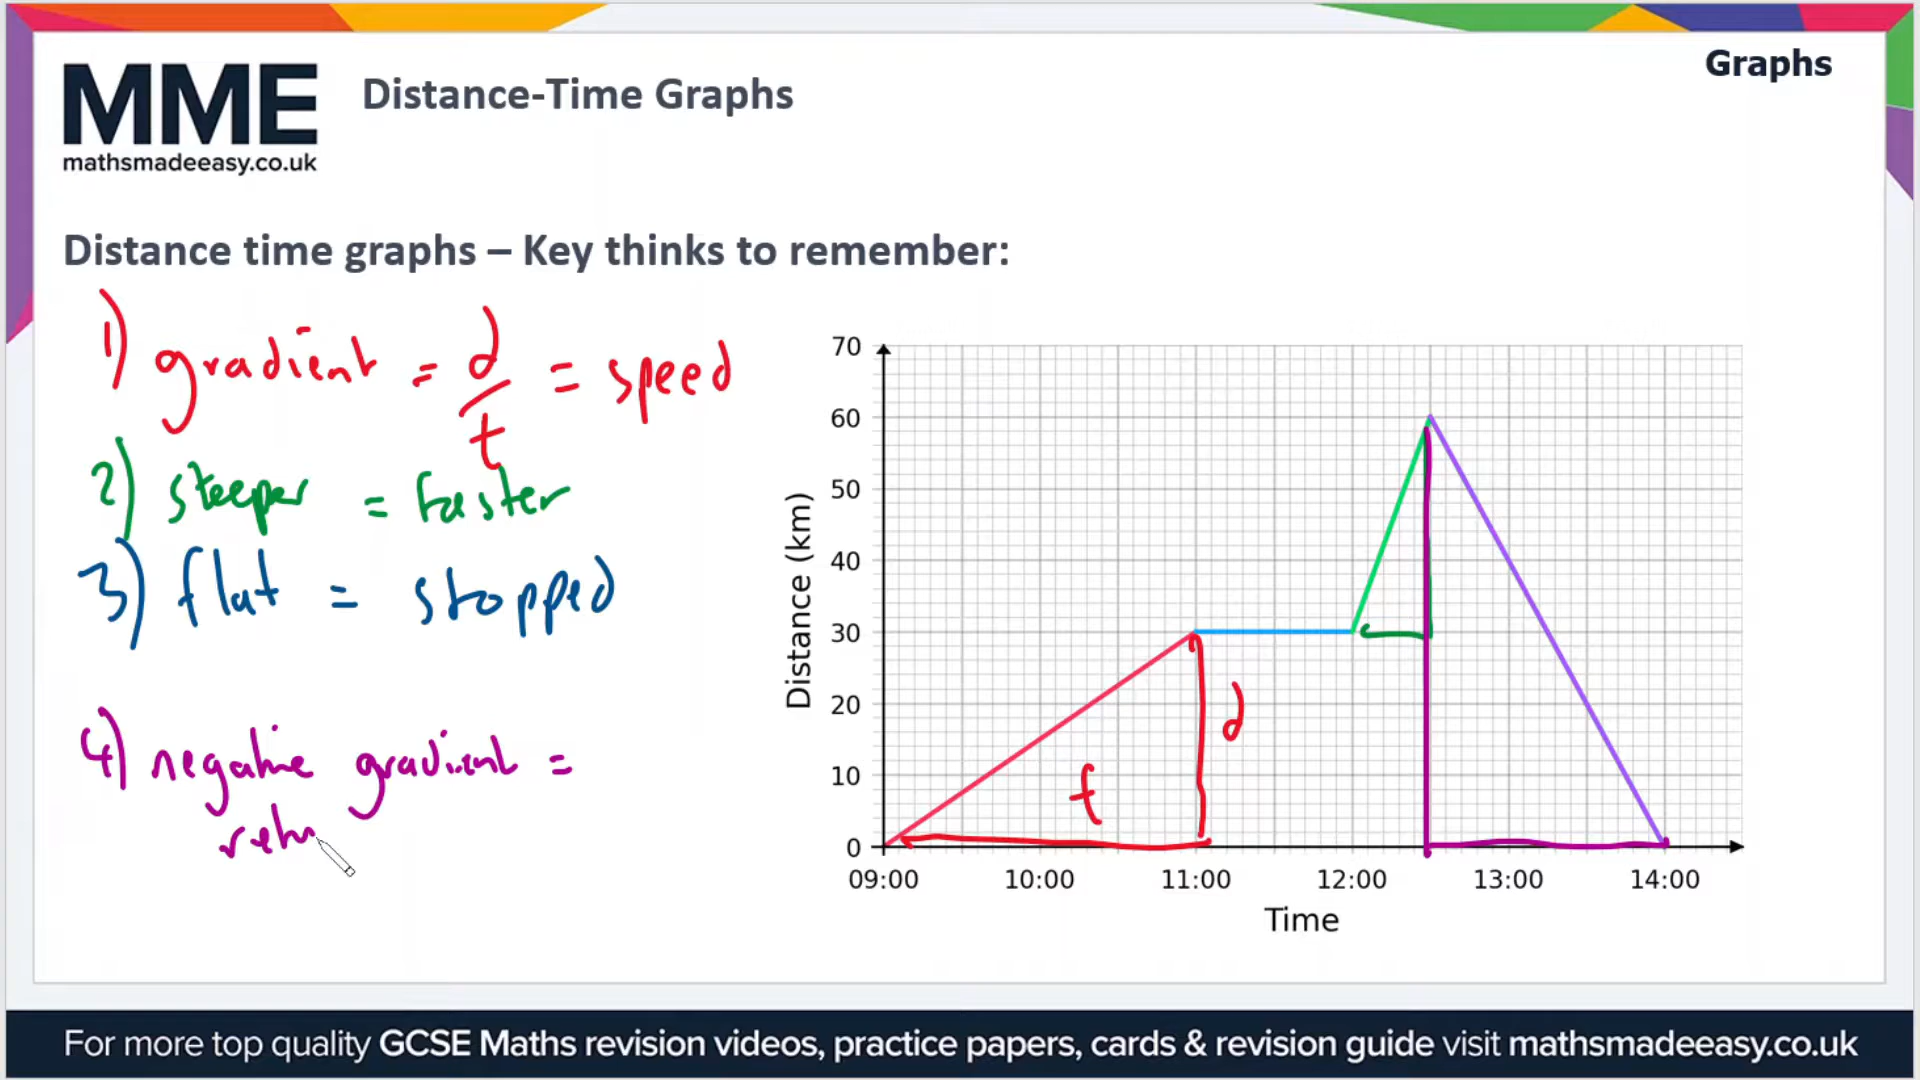 Graphs
MME
mathsmadeeasy.co.uk
Distance-Time Graphs
Distance time graphs – Key thinks to remember:
1) gradient = d/t = speed
2) steeper = faster
3) flat = stopped
4) negative gradient =
70
60
50
40
30
20
10
0
Distance (km)
d
t
09:00 10:00 11:00 12:00 13:00 14:00
Time
For more top quality GCSE Maths revision videos, practice papers, cards & revision guide visit mathsmadeeasy.co.uk